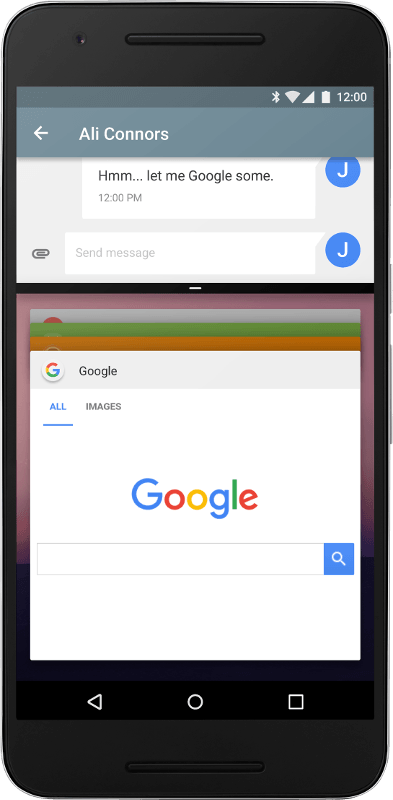 12:00
Ali Connors
Hmm... let me Google some.
J
12:00 PM
Send message
J
G
Google
ALL IMAGES
Google